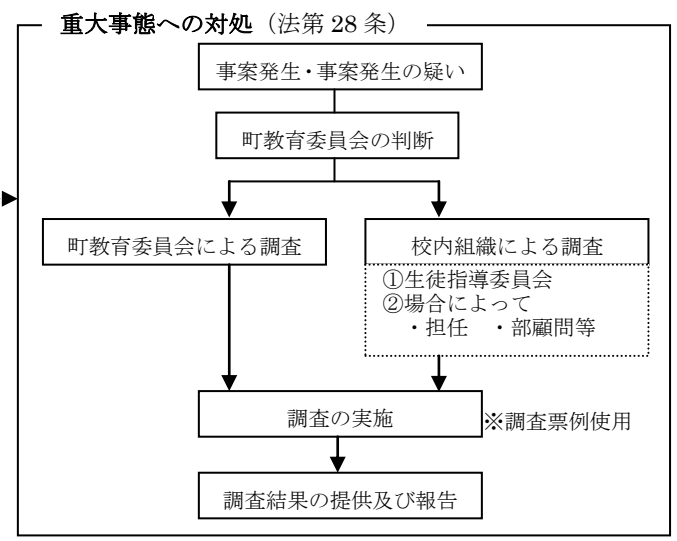 重大事態への対処（法第 28 条）
事案発生・事案発生の疑い
町教育委員会の判断
町教育委員会による調査
校内組織による調査
①生徒指導委員会
②場合によって
・担任　・部顧問等
調査の実施
※調査票例使用
調査結果の提供及び報告